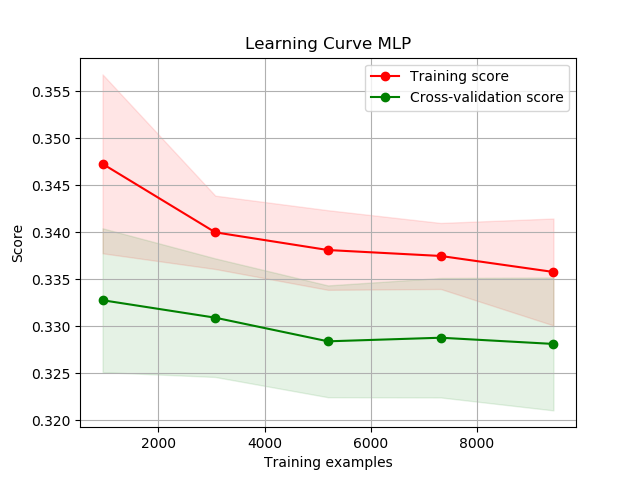 Learning Curve MLP
Training score
Cross-validation score
0.355
0.350
0.345
0.340
0.335
0.330
0.325
0.320
Score
2000 4000 6000 8000
Training examples